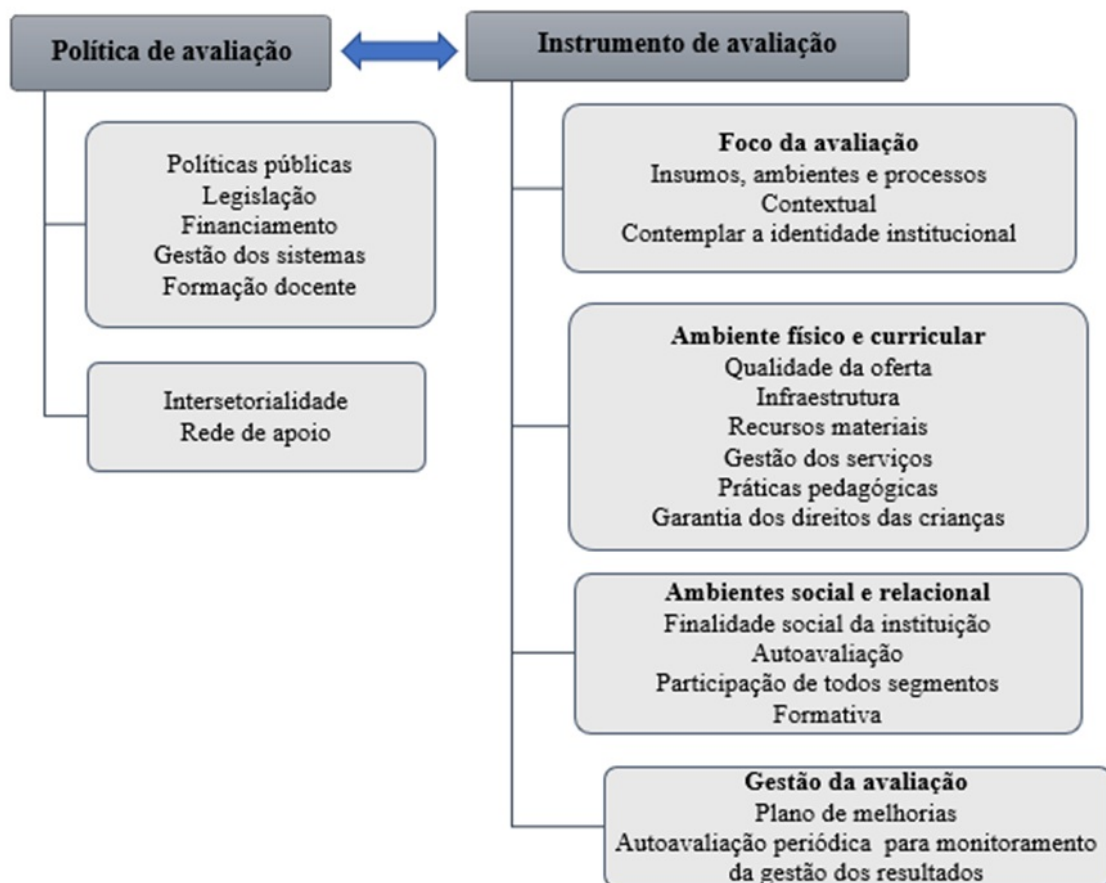 Política de avaliação
Instrumento de avaliação
Políticas públicas
Legislação
Financiamento
Gestão dos sistemas
Formação docente
Intersetorialidade
Rede de apoio
Foco da avaliação
Insumos, ambientes e processos
Contextual
Contemplar a identidade institucional
Ambiente físico e curricular
Qualidade da oferta
Infraestrutura
Recursos materiais
Gestão dos serviços
Práticas pedagógicas
Garantia dos direitos das crianças
Ambientes social e relacional
Finalidade social da instituição
Autoavaliação
Participação de todos segmentos
Formativa
Gestão da avaliação
Plano de melhorias
Autoavaliação periódica para monitoramento
da gestão dos resultados